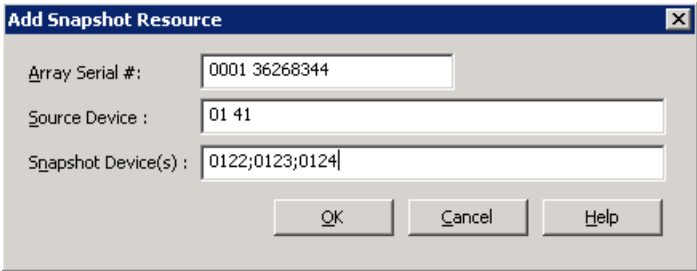 Add Snapshot Resource
Array Serial #: 0001 36268344
Source Device : 01 41
Snapshot Device(s) : 0122;0123;0124
OK Cancel Help